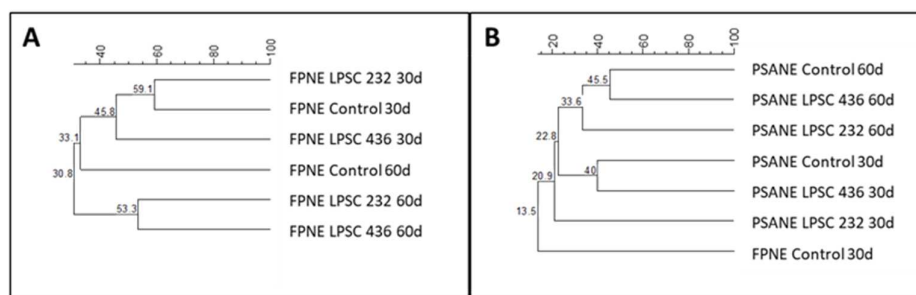 A
40 60 80 100
FPNE LPSC 232 30d
59.1
FPNE Control 30d
45.8
FPNE LPSC 436 30d
33.1
FPNE Control 60d
30.8
FPNE LPSC 232 60d
53.3
FPNE LPSC 436 60d
B
20 40 60 80 100
PSANE Control 60d
45.5
PSANE LPSC 436 60d
33.6
PSANE LPSC 232 60d
22.8
PSANE Control 30d
40
20.9
PSANE LPSC 436 30d
13.5
PSANE LPSC 232 30d
FPNE Control 30d